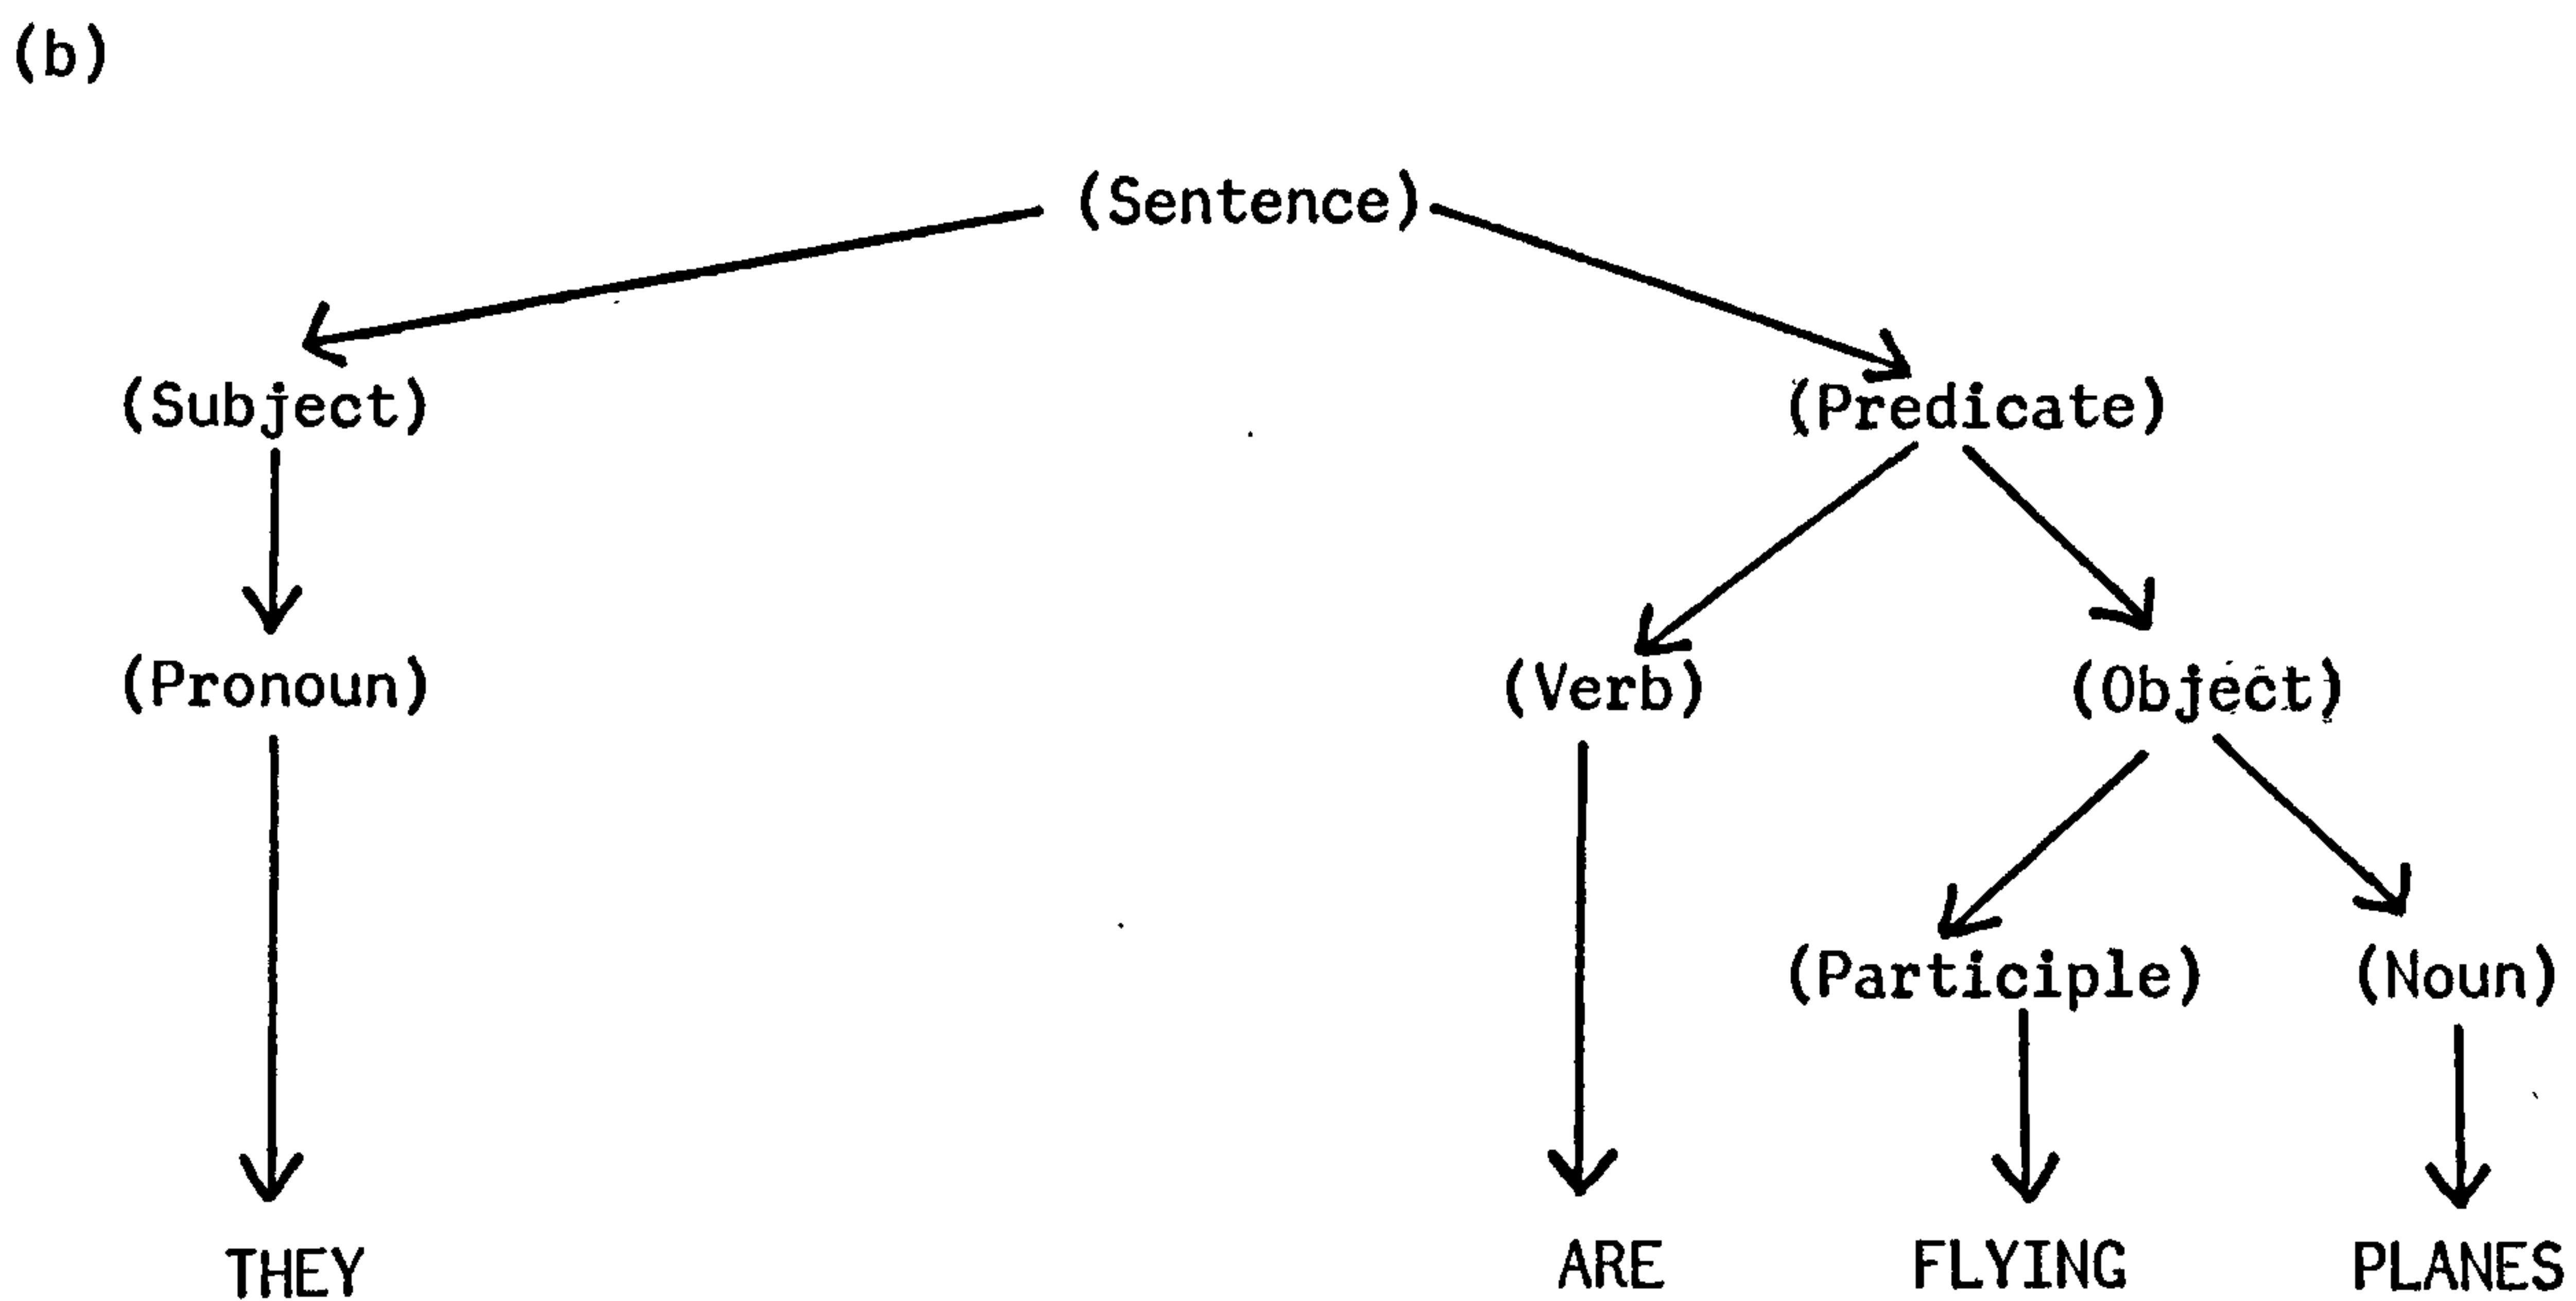 (b)
(Sentence)
(Subject) (Predicate)
(Pronoun) (Verb) (Object)
(Participle) (Noun)
THEY ARE FLYING PLANES